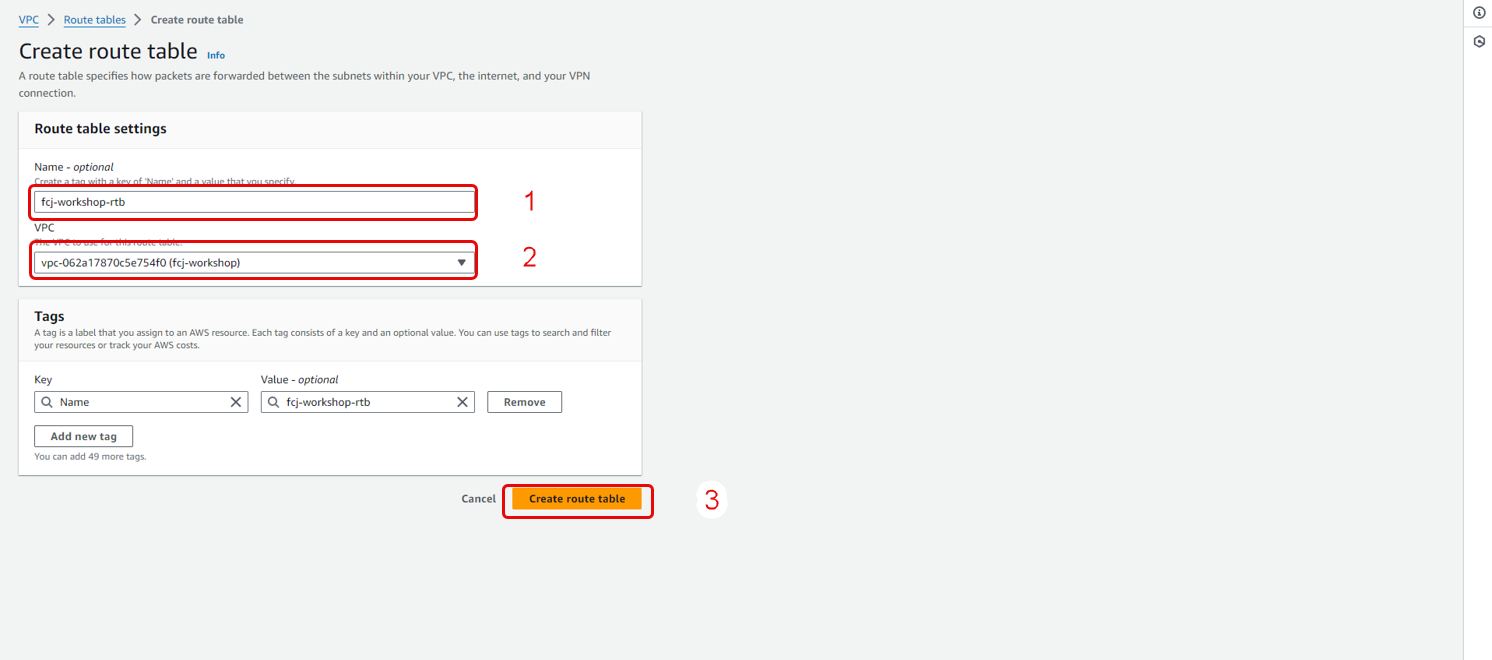 VPC > Route tables > Create route table
Create route table Info
A route table specifies how packets are forwarded between the subnets within your VPC, the internet, and your VPN
connection.
Route table settings
Name - optional
Create a tag with a key of 'Name' and a value that you specify.
fcj-workshop-rtb
1
VPC
The VPC to use for this route table.
vpc-062a17870c5e754f0 (fcj-workshop)
2
Tags
A tag is a label that you assign to an AWS resource. Each tag consists of a key and an optional value. You can use tags to search and filter
your resources or track your AWS costs.
Key Value - optional
Name fcj-workshop-rtb Remove
Add new tag
You can add 49 more tags.
Cancel Create route table 3